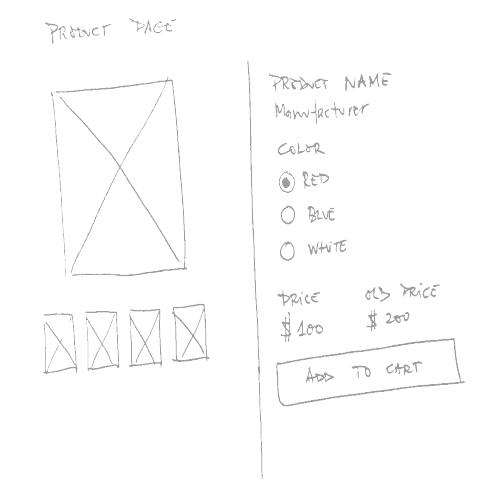 PRODUCT PAGE
PRODUCT NAME
Manufacturer
COLOR
RED
BLUE
WHITE
PRICE OLD PRICE
$100 $200
ADD TO CART